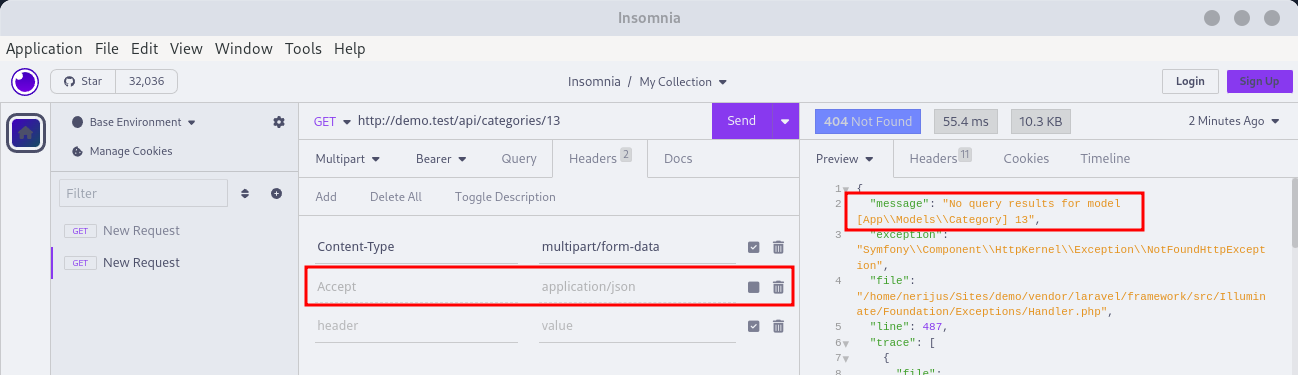 Insomnia
Application File Edit View Window Tools Help
Star 32,036 Insomnia / My Collection Login Sign Up
Base Environment GET http://demo.test/api/categories/13 Send 404 Not Found 55.4 ms 10.3 KB 2 Minutes Ago
Manage Cookies Multipart Bearer Query Headers 2 Docs Preview Headers 11 Cookies Timeline
Filter Add Delete All Toggle Description
GET New Request
GET New Request
Content-Type multipart/form-data
Accept application/json
header value
1 {
2 "message": "No query results for model
[App\\Models\\Category] 13",
3 "exception":
"Symfony\\Component\\HttpKernel\\Exception\\NotFoundHttpExcept
ion",
4 "file":
"/home/nerijus/Sites/demo/vendor/laravel/framework/src/Illumin
ate/Foundation/Exceptions/Handler.php",
5 "line": 487,
6 "trace": [
7 {
8 "file":